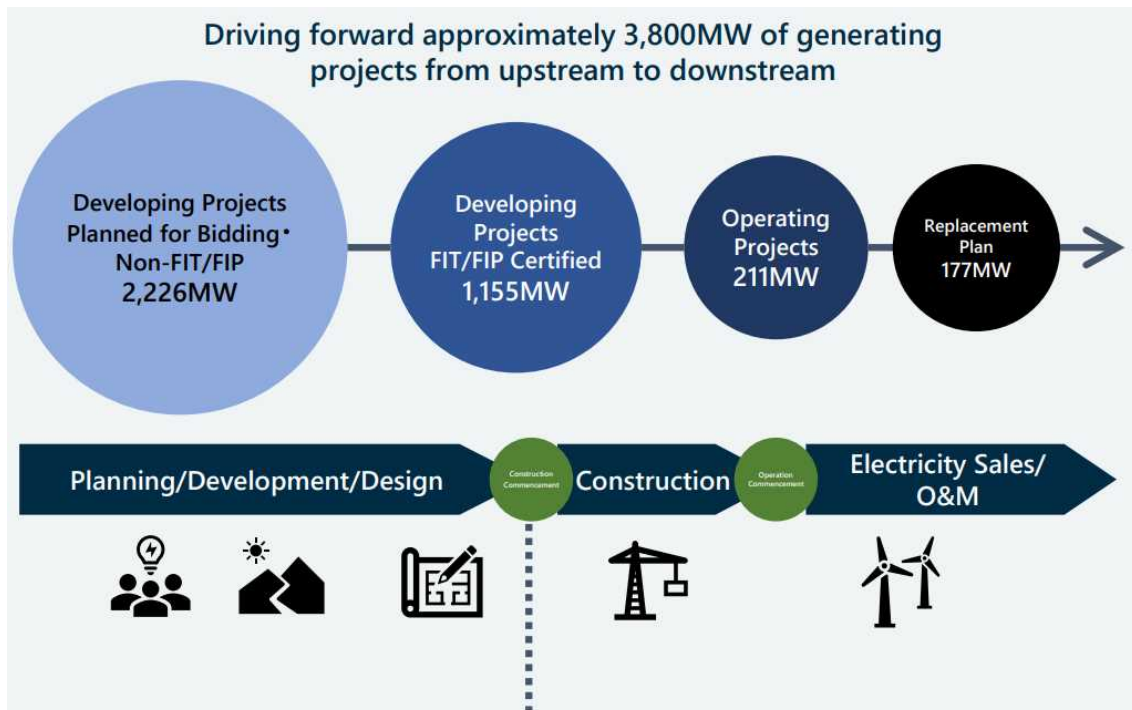 Driving forward approximately 3,800MW of generating
projects from upstream to downstream
Developing Projects
Planned for Bidding・
Non-FIT/FIP
2,226MW
Developing
Projects
FIT/FIP Certified
1,155MW
Operating
Projects
211MW
Replacement
Plan
177MW
Planning/Development/Design
Construction
Commencement
Construction
Operation
Commencement
Electricity Sales/
O&M